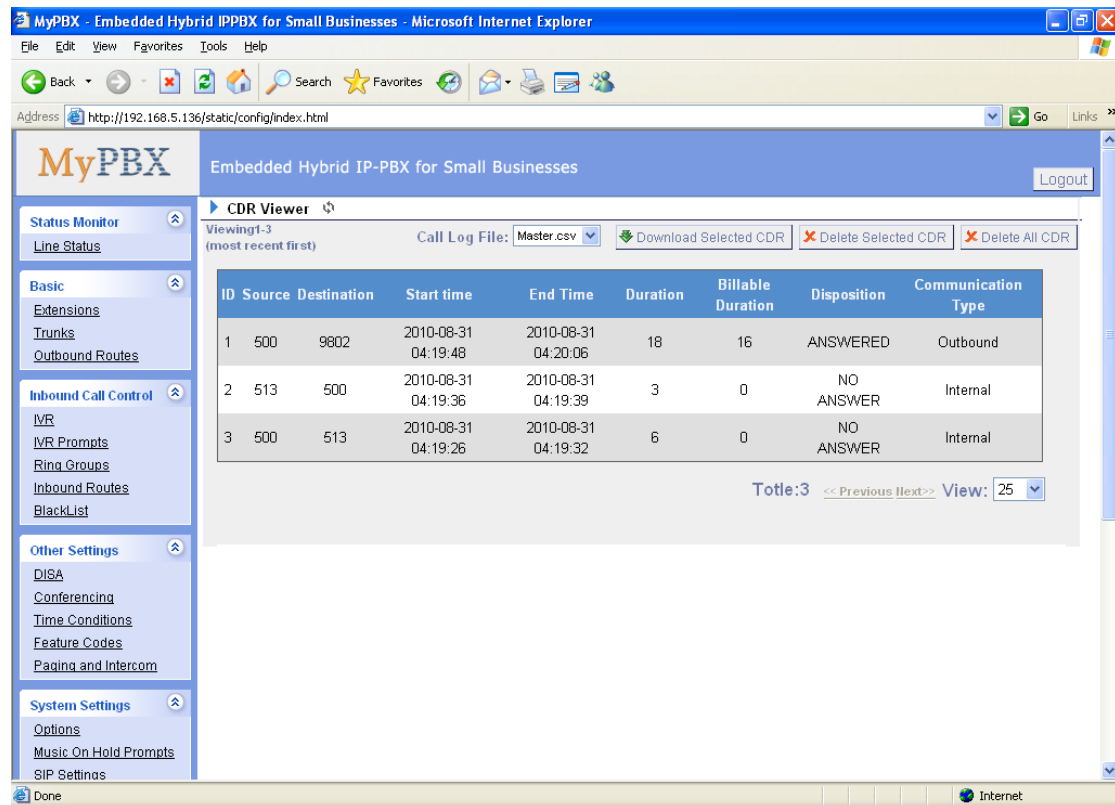 MyPBX - Embedded Hybrid IPPBX for Small Businesses - Microsoft Internet Explorer
File Edit View Favorites Tools Help
Back Search Favorites
Address http://192.168.5.136/static/config/index.html Go Links »
MyPBX
Embedded Hybrid IP-PBX for Small Businesses
Logout
Status Monitor
Line Status
Basic
Extensions
Trunks
Outbound Routes
Inbound Call Control
IVR
IVR Prompts
Ring Groups
Inbound Routes
BlackList
Other Settings
DISA
Conferencing
Time Conditions
Feature Codes
Paging and Intercom
System Settings
Options
Music On Hold Prompts
SIP Settings
CDR Viewer
Viewing1-3
(most recent first)
Call Log File: Master.csv Download Selected CDR Delete Selected CDR Delete All CDR
ID Source Destination Start time End Time Duration Billable Duration Disposition Communication Type
1 500 9802 2010-08-31 04:19:48 2010-08-31 04:20:06 18 16 ANSWERED Outbound
2 513 500 2010-08-31 04:19:36 2010-08-31 04:19:39 3 0 NO ANSWER Internal
3 500 513 2010-08-31 04:19:26 2010-08-31 04:19:32 6 0 NO ANSWER Internal
Totle:3 << Previous Next>> View: 25
Done Internet